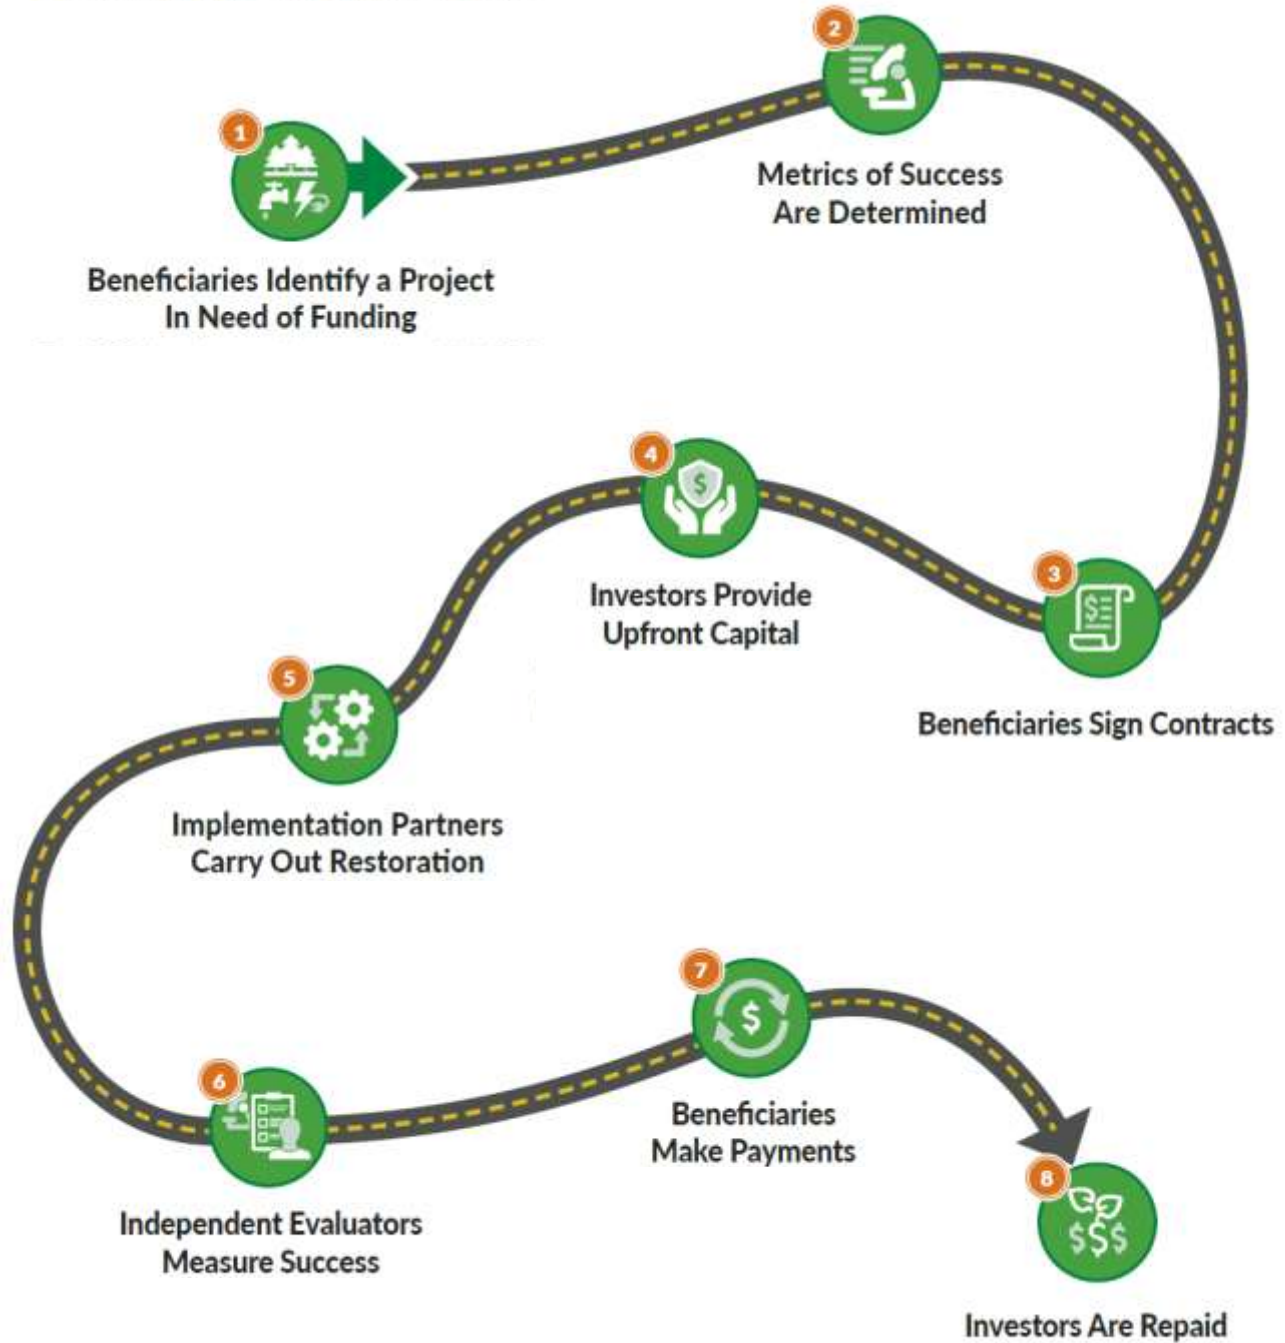 1
Beneficiaries Identify a Project
In Need of Funding
2
Metrics of Success
Are Determined
3
$
Beneficiaries Sign Contracts
4
$
Investors Provide
Upfront Capital
5
Implementation Partners
Carry Out Restoration
6
Independent Evaluators
Measure Success
7
$
Beneficiaries
Make Payments
8
$$$
Investors Are Repaid